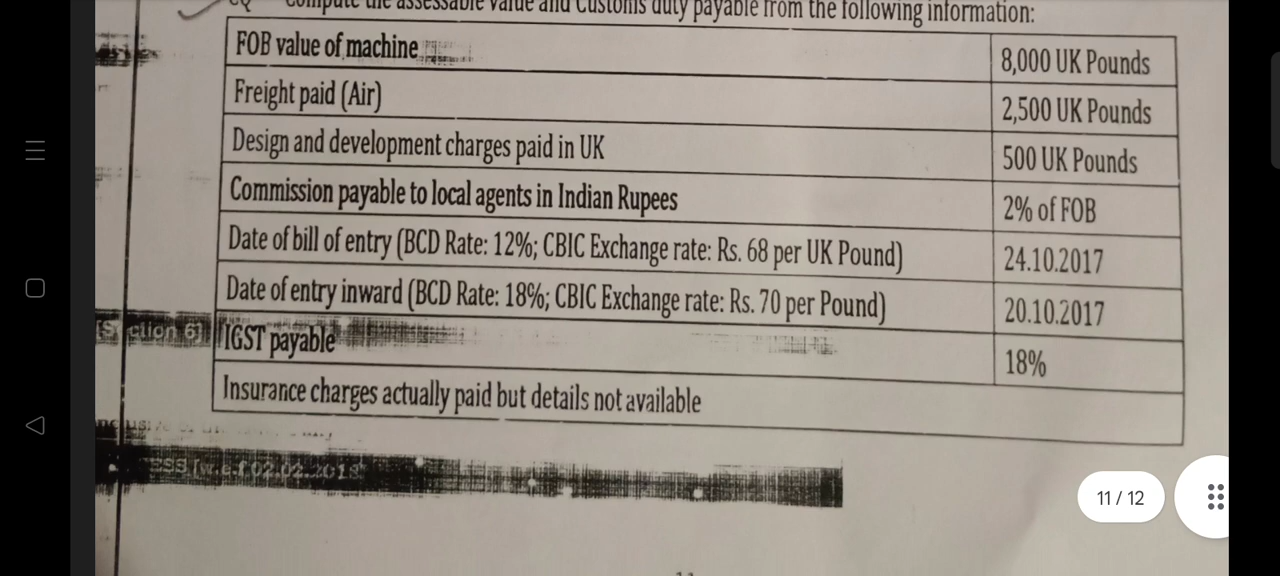 Compute the assessable value and Customs duty payable from the following information:
FOB value of machine 8,000 UK Pounds
Freight paid (Air) 2,500 UK Pounds
Design and development charges paid in UK 500 UK Pounds
Commission payable to local agents in Indian Rupees 2% of FOB
Date of bill of entry (BCD Rate: 12%; CBIC Exchange rate: Rs. 68 per UK Pound) 24.10.2017
Date of entry inward (BCD Rate: 18%; CBIC Exchange rate: Rs. 70 per Pound) 20.10.2017
IGST payable 18%
Insurance charges actually paid but details not available
[w.e.f 02.02.2018]
11 / 12